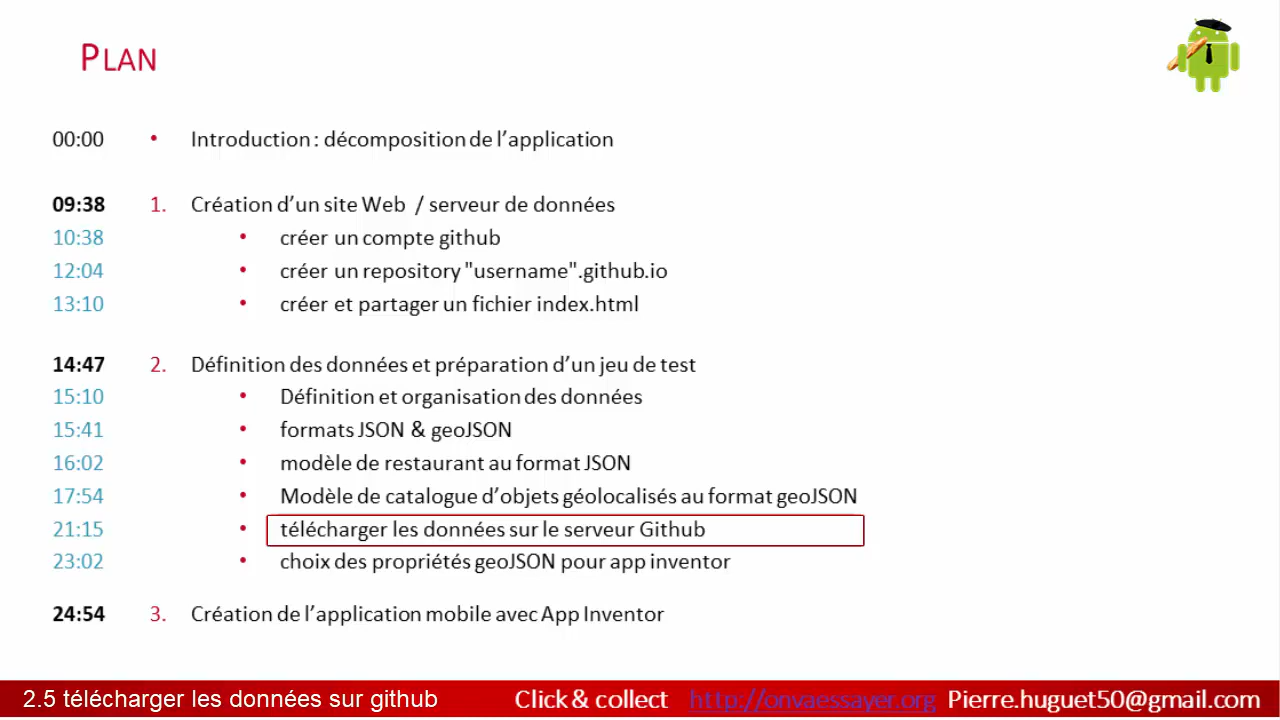 PLAN
00:00 • Introduction : décomposition de l'application
09:38 1. Création d'un site Web / serveur de données
10:38 • créer un compte github
12:04 • créer un repository "username".github.io
13:10 • créer et partager un fichier index.html
14:47 2. Définition des données et préparation d'un jeu de test
15:10 • Définition et organisation des données
15:41 • formats JSON & geoJSON
16:02 • modèle de restaurant au format JSON
17:54 • Modèle de catalogue d'objets géolocalisés au format geoJSON
21:15 • télécharger les données sur le serveur Github
23:02 • choix des propriétés geoJSON pour app inventor
24:54 3. Création de l'application mobile avec App Inventor
2.5 télécharger les données sur github Click & collect http://onvaessayer.org Pierre.huguet50@gmail.com